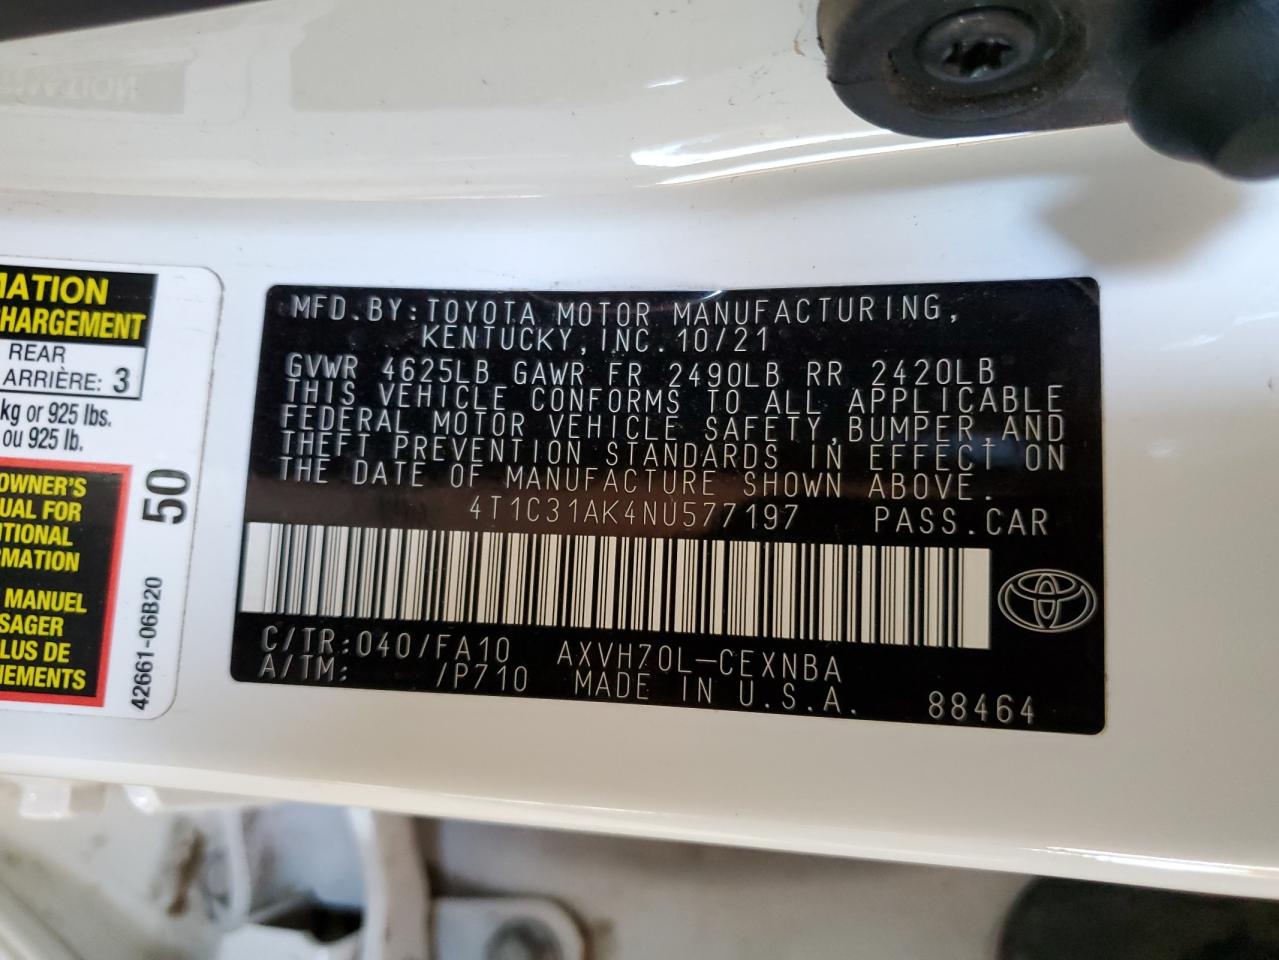 MATION
HARGEMENT
REAR
ARRIÈRE: 3
kg or 925 lbs.
ou 925 lb.
OWNER'S
UAL FOR
ITIONAL
RMATION
MANUEL
SAGER
LUS DE
NEMENTS
50
42661-06B20
MFD.BY:TOYOTA MOTOR MANUFACTURING,
KENTUCKY,INC.10/21
GVWR 4625LB GAWR FR 2490LB RR 2420LB
THIS VEHICLE CONFORMS TO ALL APPLICABLE
FEDERAL MOTOR VEHICLE SAFETY,BUMPER,AND
THEFT PREVENTION STANDARDS IN EFFECT ON
THE DATE OF MANUFACTURE SHOWN ABOVE.
4T1C31AK4NU577197 PASS.CAR
C/TR:040/FA10 AXVH70L-CEXNBA
A/TM: /P710 MADE IN U.S.A. 88464